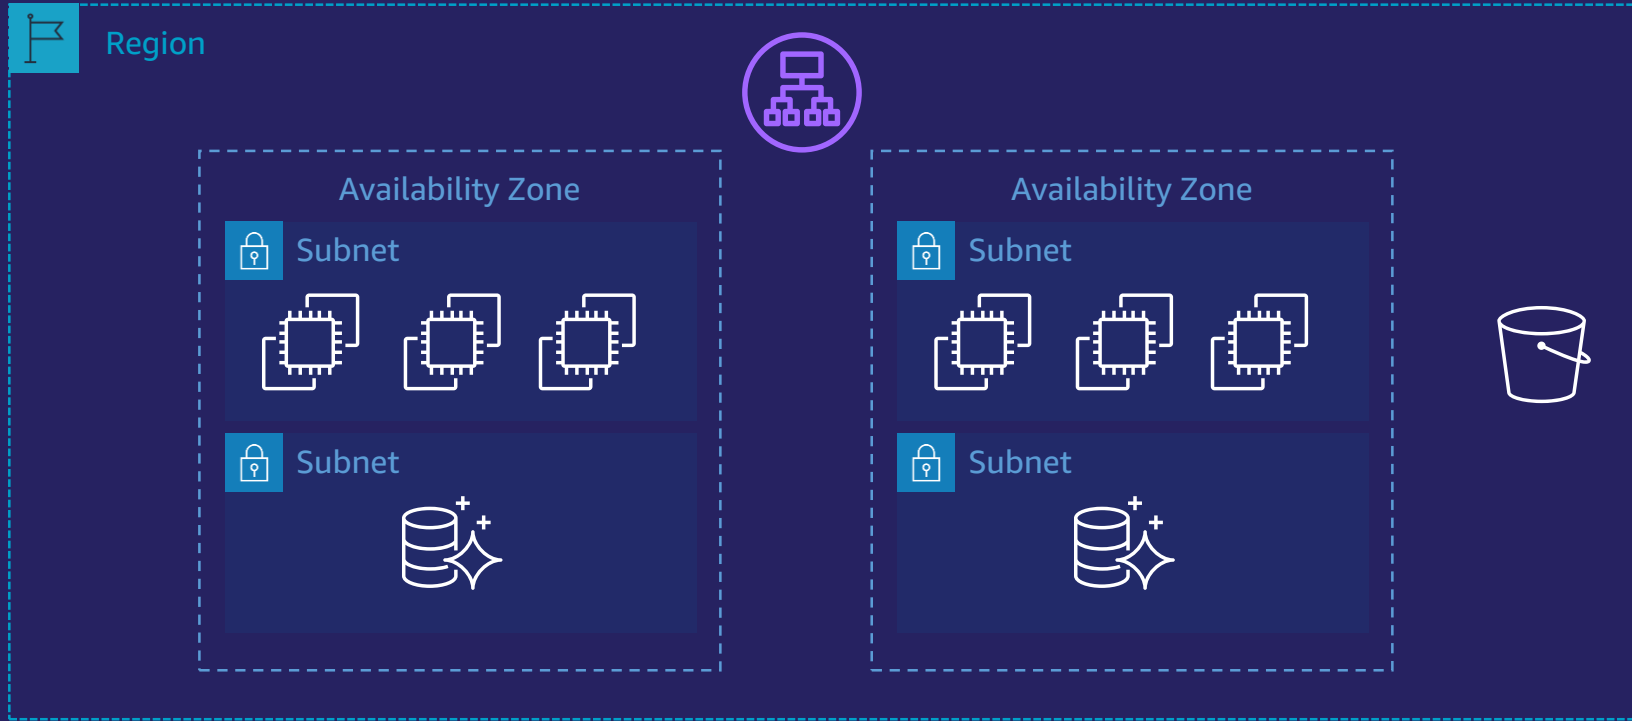 Region
Availability Zone
Availability Zone
Subnet
Subnet
Subnet
Subnet